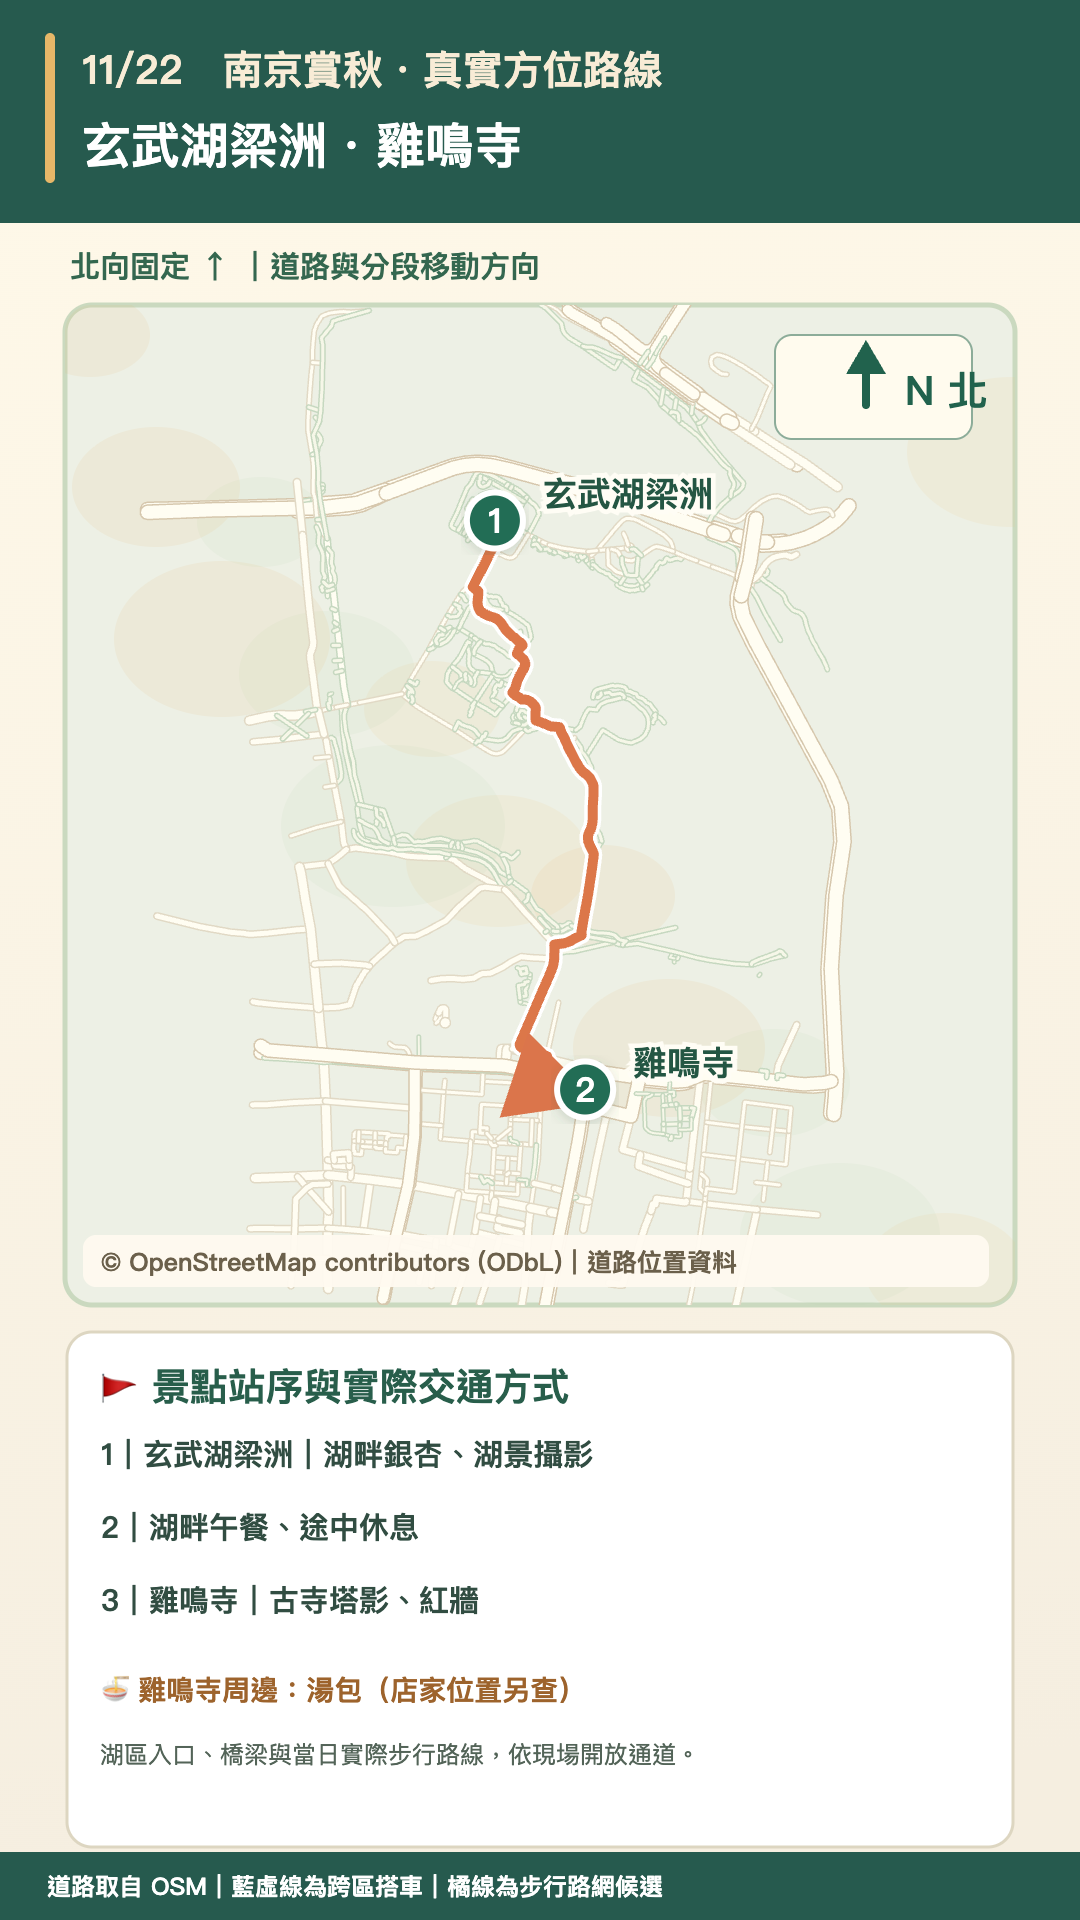 11/22　南京賞秋・真實方位路線
玄武湖梁洲・雞鳴寺
北向固定 ↑ ｜道路與分段移動方向
N 北
玄武湖梁洲
1
雞鳴寺
2
© OpenStreetMap contributors (ODbL)｜道路位置資料
🚩 景點站序與實際交通方式
1｜玄武湖梁洲｜湖畔銀杏、湖景攝影
2｜湖畔午餐、途中休息
3｜雞鳴寺｜古寺塔影、紅牆
🍜 雞鳴寺周邊：湯包（店家位置另查）
湖區入口、橋梁與當日實際步行路線，依現場開放通道。
道路取自 OSM｜藍虛線為跨區搭車｜橘線為步行路網候選